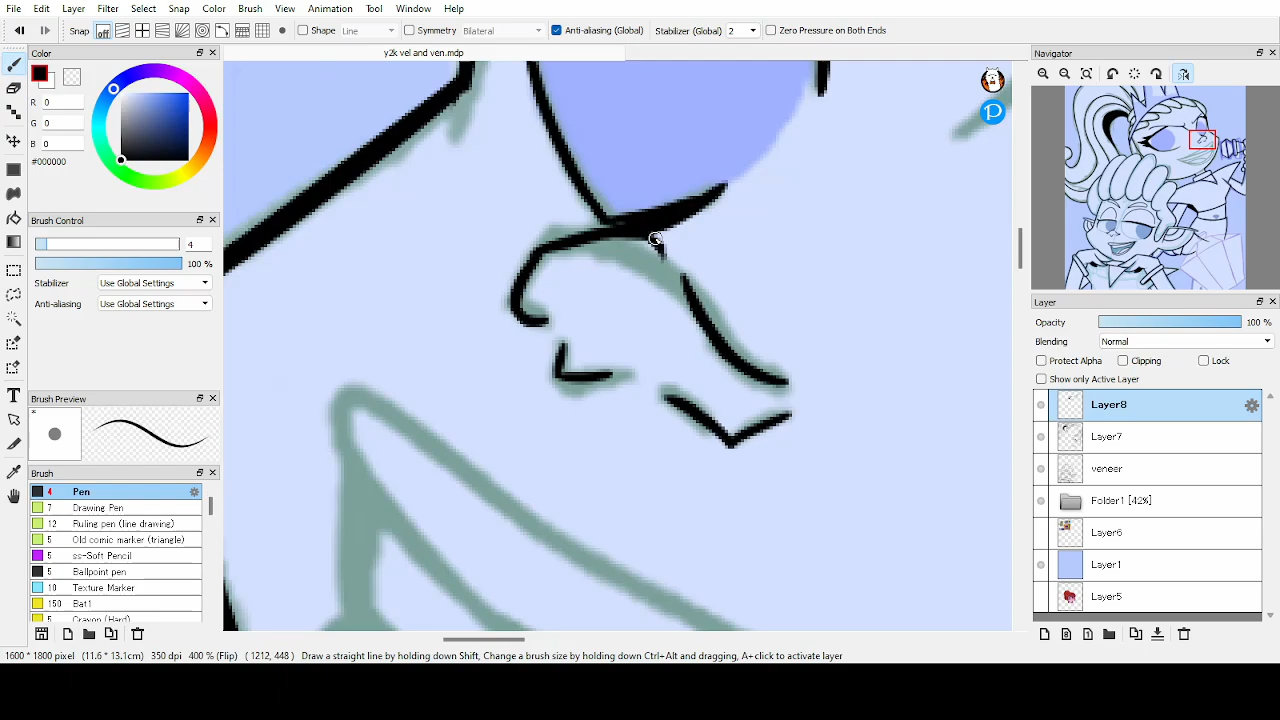 File Edit Layer Filter Select Snap Color Brush View Animation Tool Window Help
Snap off Shape Line Symmetry Bilateral Anti-aliasing (Global) Stabilizer (Global) 2 Zero Pressure on Both Ends
Color
y2k vel and ven.mdp
Navigator
R 0
G 0
B 0
#000000
Brush Control
4
100 %
Stabilizer Use Global Settings
Anti-aliasing Use Global Settings
Brush Preview
Brush
4 Pen
7 Drawing Pen
12 Ruling pen (line drawing)
5 Old comic marker (triangle)
5 ss-Soft Pencil
5 Ballpoint pen
10 Texture Marker
150 Bat1
5 Crayon (Hard)
Layer
Opacity 100 %
Blending Normal
Protect Alpha Clipping Lock
Show only Active Layer
Layer8
Layer7
veneer
Folder1 [42%]
Layer6
Layer1
Layer5
1600 * 1800 pixel (11.6 * 13.1cm) 350 dpi 400 % (Flip) ( 1212, 448 ) Draw a straight line by holding down Shift, Change a brush size by holding down Ctrl+Alt and dragging, A+click to activate layer